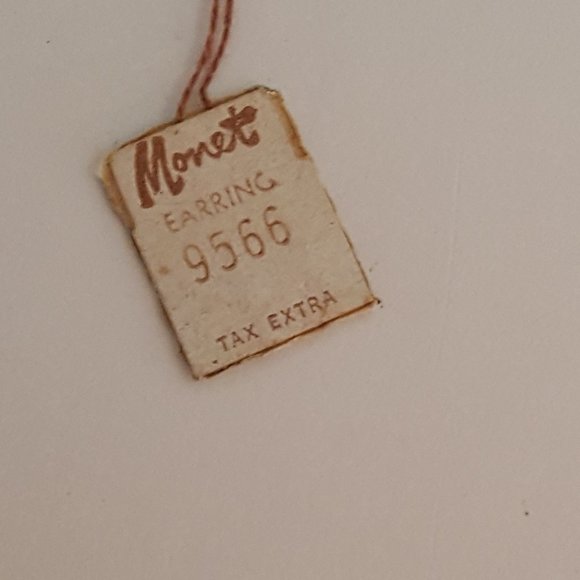 Monet
EARRING
9566
TAX EXTRA